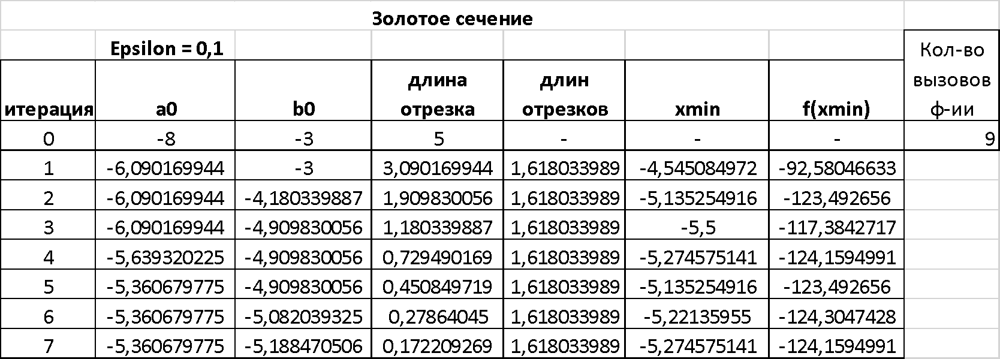 Золотое сечение
Epsilon = 0,1
Кол-во
вызовов
ф-ии
итерация a0 b0 длина отрезка длин отрезков xmin f(xmin)
0 -8 -3 5 - - - 9
1 -6,090169944 -3 3,090169944 1,618033989 -4,545084972 -92,58046633
2 -6,090169944 -4,180339887 1,909830056 1,618033989 -5,135254916 -123,492656
3 -6,090169944 -4,909830056 1,180339887 1,618033989 -5,5 -117,3842717
4 -5,639320225 -4,909830056 0,729490169 1,618033989 -5,274575141 -124,1594991
5 -5,360679775 -4,909830056 0,450849719 1,618033989 -5,135254916 -123,492656
6 -5,360679775 -5,082039325 0,27864045 1,618033989 -5,22135955 -124,3047428
7 -5,360679775 -5,188470506 0,172209269 1,618033989 -5,274575141 -124,1594991